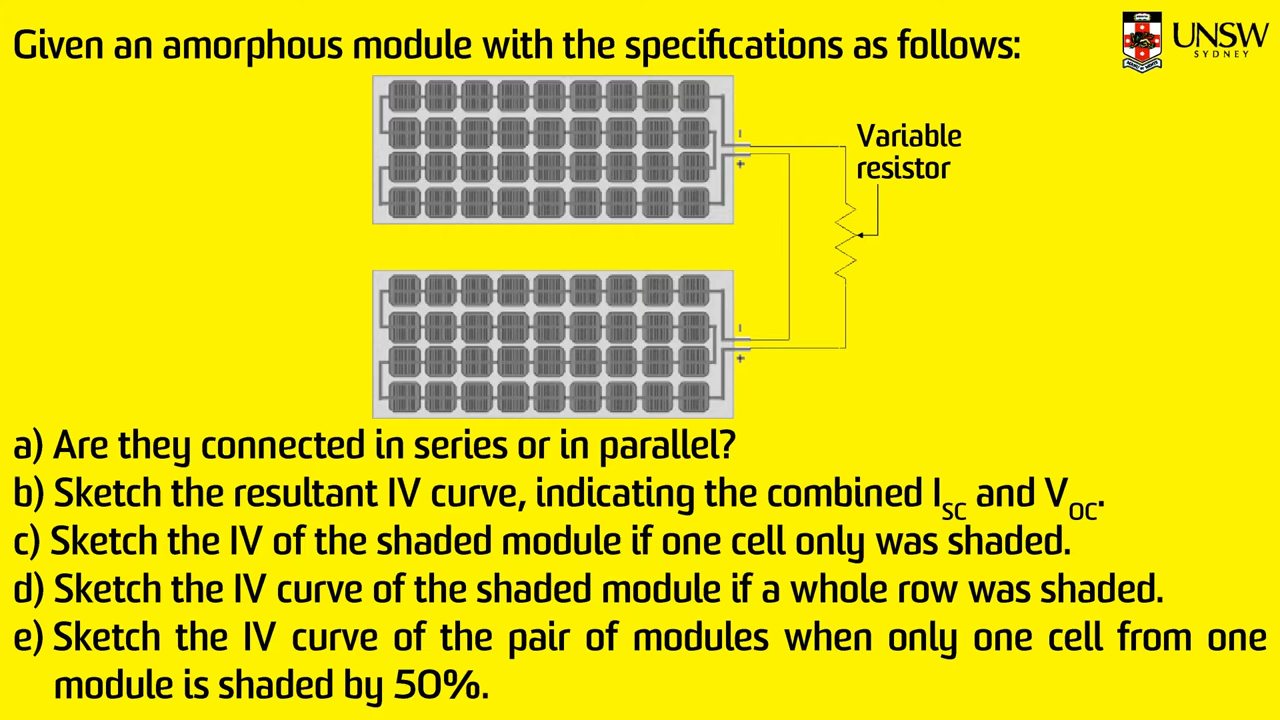 Given an amorphous module with the specifications as follows:
UNSW
SYDNEY
-
+
Variable
resistor
-
+
a) Are they connected in series or in parallel?
b) Sketch the resultant IV curve, indicating the combined I_SC and V_OC.
c) Sketch the IV of the shaded module if one cell only was shaded.
d) Sketch the IV curve of the shaded module if a whole row was shaded.
e) Sketch the IV curve of the pair of modules when only one cell from one
module is shaded by 50%.